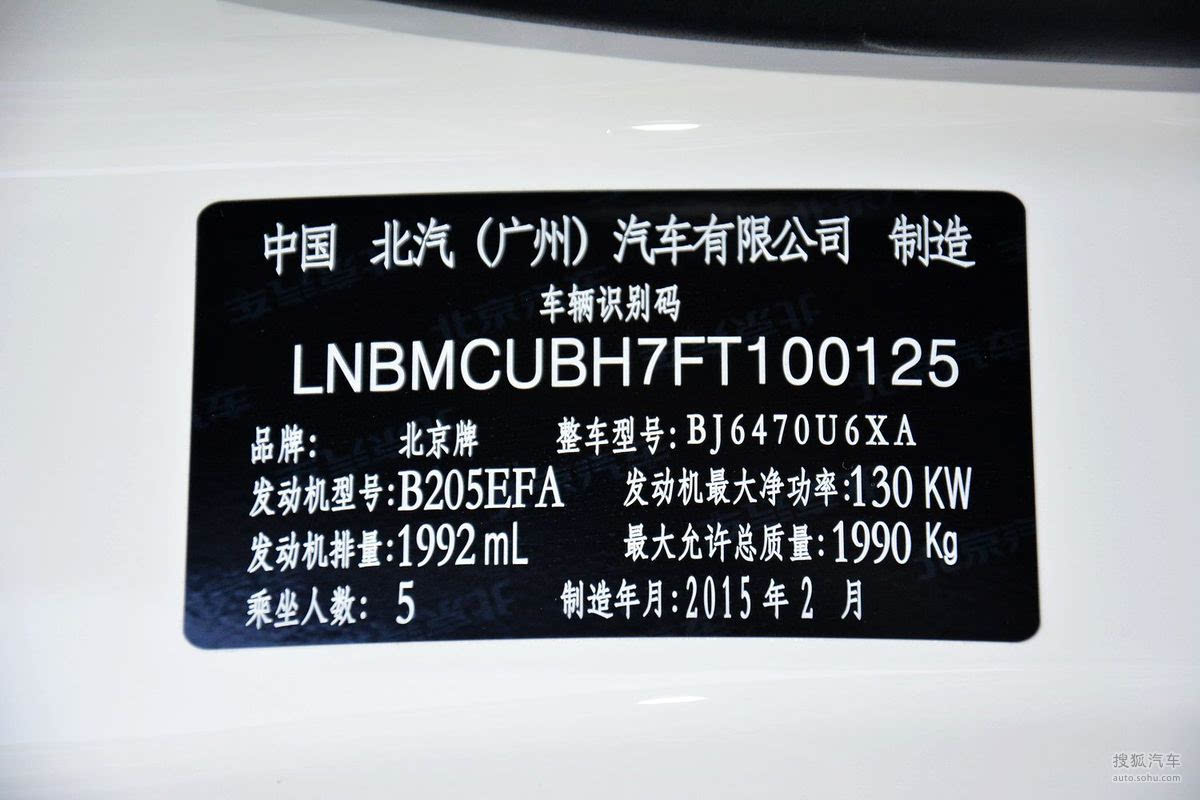 中国 北汽（广州）汽车有限公司 制造
车辆识别码
LNBMCUBH7FT100125
品牌： 北京牌 整车型号：BJ6470U6XA
发动机型号：B205EFA 发动机最大净功率：130 KW
发动机排量：1992 mL 最大允许总质量：1990 Kg
乘坐人数： 5 制造年月：2015 年 2 月
搜狐汽车
auto.sohu.com